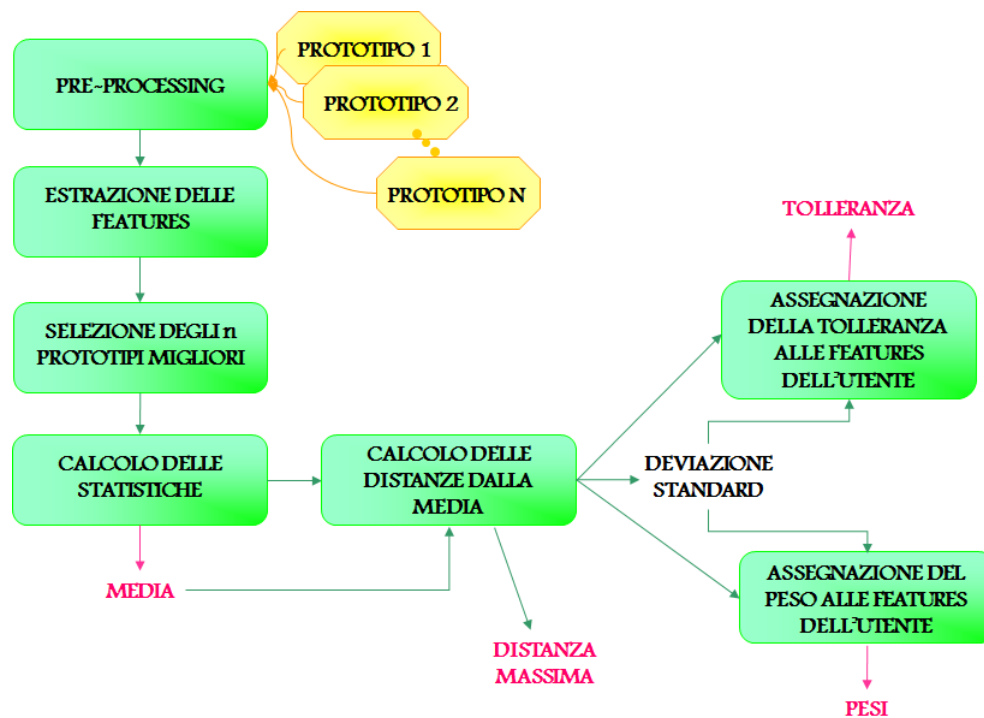 PRE-PROCESSING
PROTOTIPO 1
PROTOTIPO 2
PROTOTIPO N
ESTRAZIONE DELLE
FEATURES
SELEZIONE DEGLI n
PROTOTIPI MIGLIORI
CALCOLO DELLE
STATISTICHE
MEDIA
CALCOLO DELLE
DISTANZE DALLA
MEDIA
DISTANZA
MASSIMA
DEVIAZIONE
STANDARD
TOLLERANZA
ASSEGNAZIONE
DELLA TOLLERANZA
ALLE FEATURES
DELL'UTENTE
ASSEGNAZIONE DEL
PESO ALLE FEATURES
DELL'UTENTE
PESI